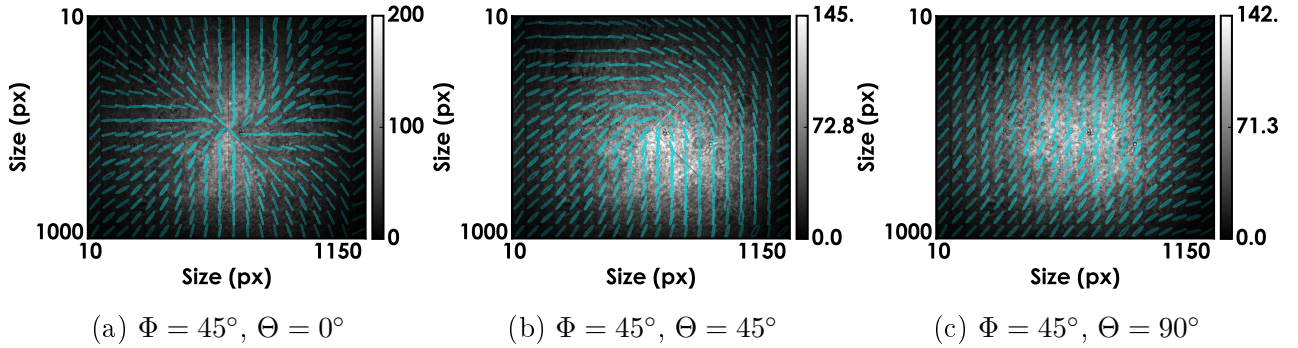 10
1000
10
1150
Size (px)
Size (px)
200
100
0
(a) Φ = 45°, Θ = 0°
10
1000
10
1150
Size (px)
Size (px)
145.
72.8
0.0
(b) Φ = 45°, Θ = 45°
10
1000
10
1150
Size (px)
Size (px)
142.
71.3
0.0
(c) Φ = 45°, Θ = 90°